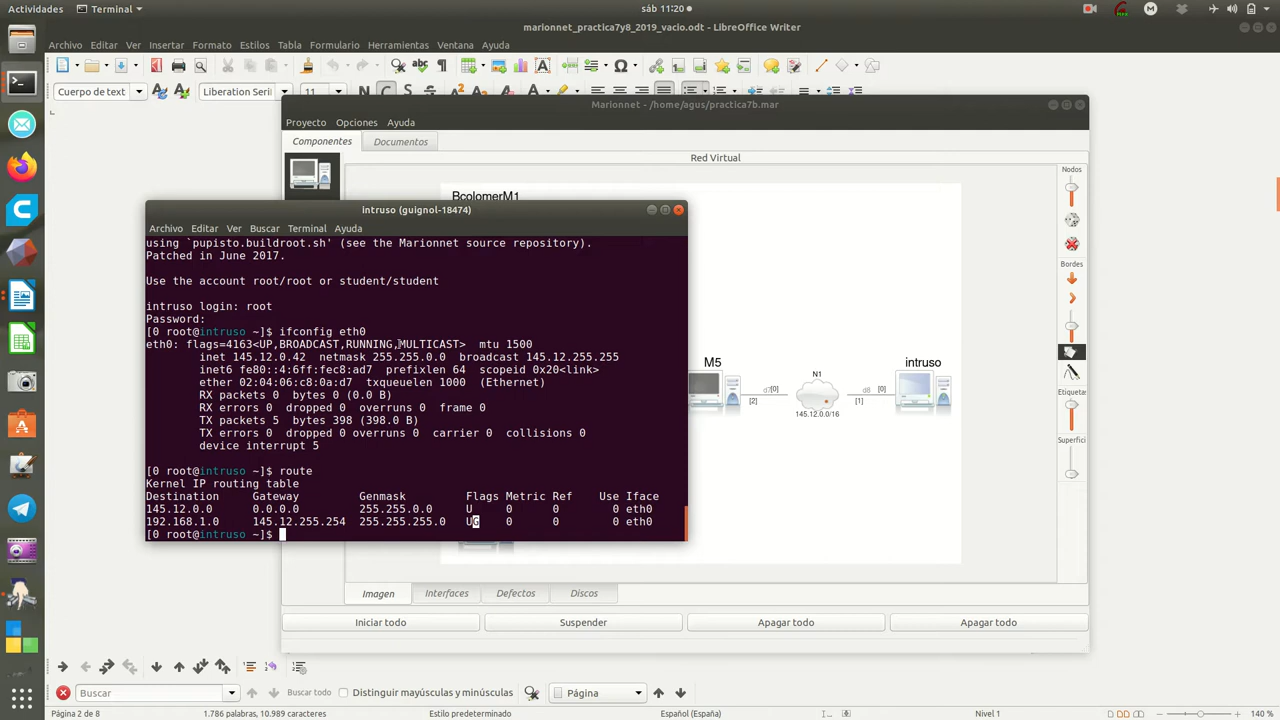 Actividades
Terminal
sáb 11:20
marionnet_practica7y8_2019_vacio.odt - LibreOffice Writer
Archivo Editar Ver Insertar Formato Estilos Tabla Formulario Herramientas Ventana Ayuda
Cuerpo de text
Liberation Seri
11
Marionnet - /home/agus/practica7b.mar
Proyecto Opciones Ayuda
Componentes Documentos
Red Virtual
Nodos
BcolomerM1
intruso (guignol-18474)
Archivo Editar Ver Buscar Terminal Ayuda
using `pupisto.buildroot.sh' (see the Marionnet source repository).
Patched in June 2017.
Use the account root/root or student/student
intruso login: root
Password:
[0 root@intruso ~]$ ifconfig eth0
eth0: flags=4163<UP,BROADCAST,RUNNING,MULTICAST> mtu 1500
inet 145.12.0.42 netmask 255.255.0.0 broadcast 145.12.255.255
inet6 fe80::4:6ff:fec8:ad7 prefixlen 64 scopeid 0x20<link>
ether 02:04:06:c8:0a:d7 txqueuelen 1000 (Ethernet)
RX packets 0 bytes 0 (0.0 B)
RX errors 0 dropped 0 overruns 0 frame 0
TX packets 5 bytes 398 (398.0 B)
TX errors 0 dropped 0 overruns 0 carrier 0 collisions 0
device interrupt 5
[0 root@intruso ~]$ route
Kernel IP routing table
Destination Gateway Genmask Flags Metric Ref Use Iface
145.12.0.0 0.0.0.0 255.255.0.0 U 0 0 0 eth0
192.168.1.0 145.12.255.254 255.255.255.0 UG 0 0 0 eth0
[0 root@intruso ~]$
M5
N1
intruso
d7 [0]
d8 [0]
[2]
[1]
145.12.0.0/16
Bordes
Etiquetas
Superfici
Imagen Interfaces Defectos Discos
Iniciar todo Suspender Apagar todo Apagar todo
Buscar
Buscar todo
Distinguir mayúsculas y minúsculas
Página
Página 2 de 8
1.786 palabras, 10.989 caracteres
Estilo predeterminado
Español (España)
Nivel 1
140 %